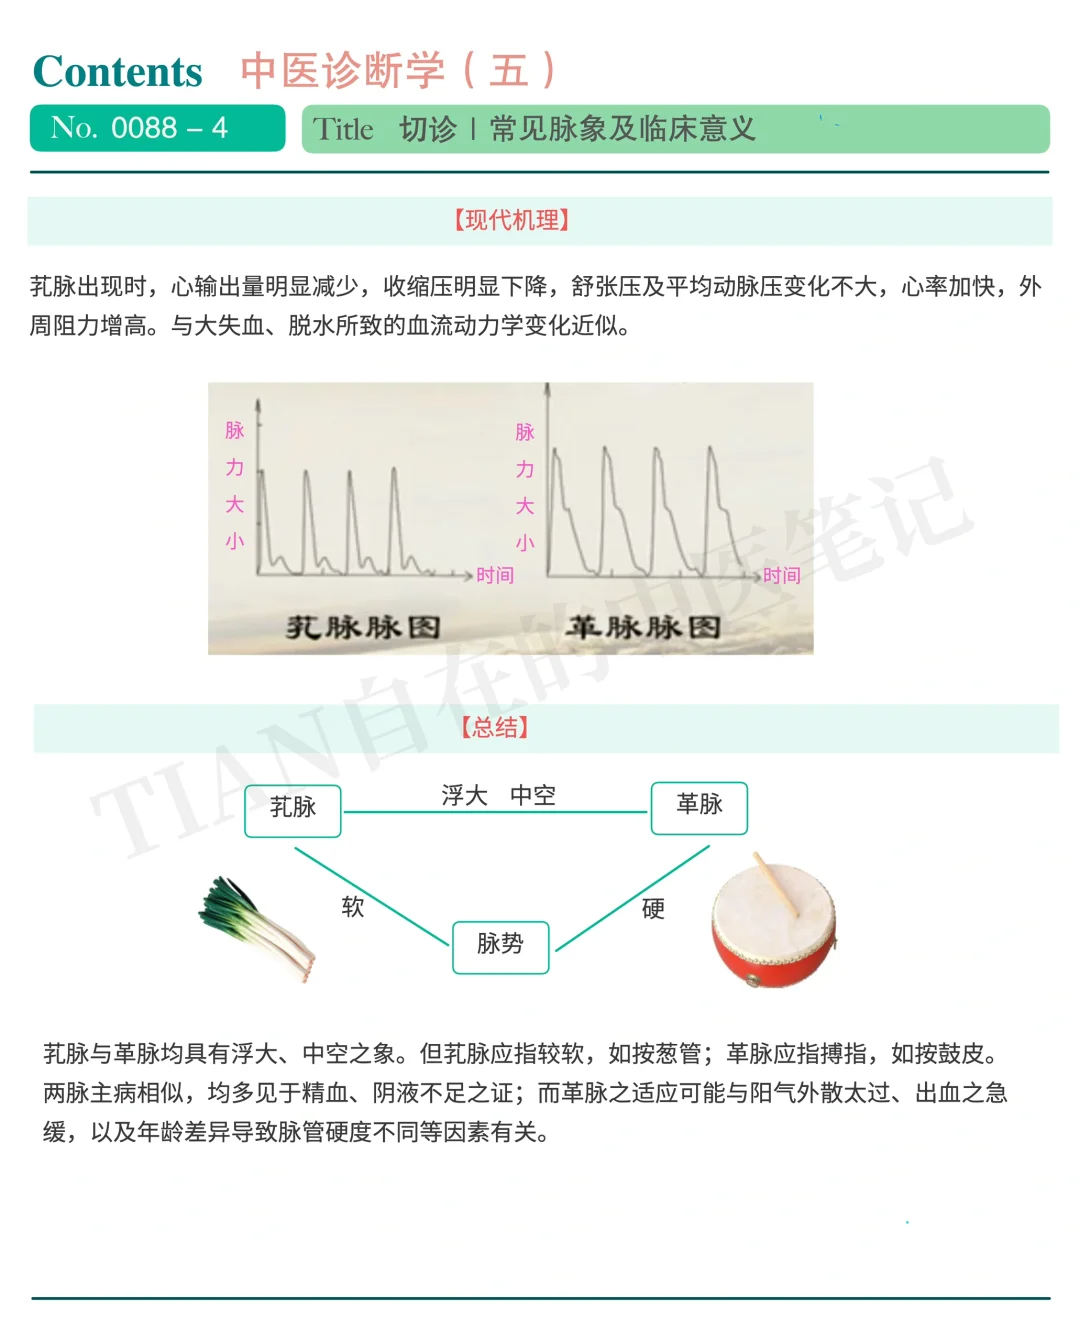 Contents 中医诊断学（五）
No. 0088 – 4
Title 切诊 | 常见脉象及临床意义
【现代机理】
芤脉出现时，心输出量明显减少，收缩压明显下降，舒张压及平均动脉压变化不大，心率加快，外
周阻力增高。与大失血、脱水所致的血流动力学变化近似。
脉力大小
时间
芤脉脉图
脉力大小
时间
革脉脉图
TIAN自在的中医笔记
【总结】
芤脉
浮大 中空
革脉
软
硬
脉势
芤脉与革脉均具有浮大、中空之象。但芤脉应指较软，如按葱管；革脉应指搏指，如按鼓皮。
两脉主病相似，均多见于精血、阴液不足之证；而革脉之适应可能与阳气外散太过、出血之急
缓，以及年龄差异导致脉管硬度不同等因素有关。